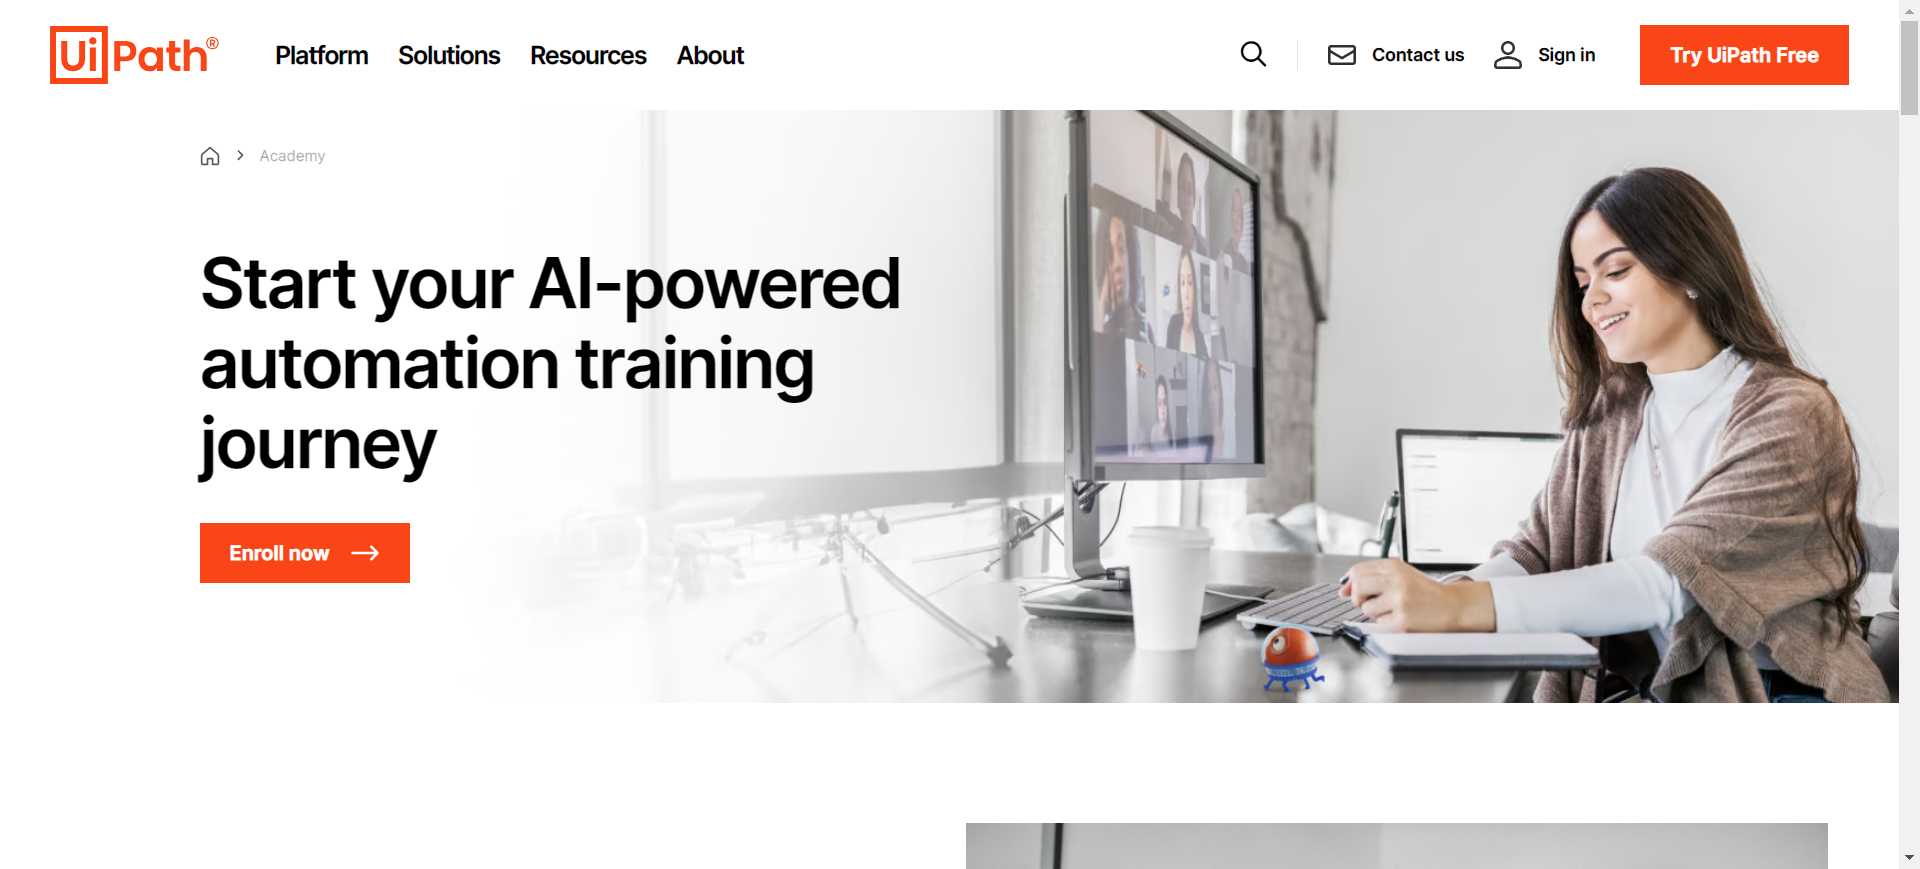 UiPath®
Platform Solutions Resources About
Contact us
Sign in
Try UiPath Free
Academy
Start your AI-powered
automation training
journey
Enroll now